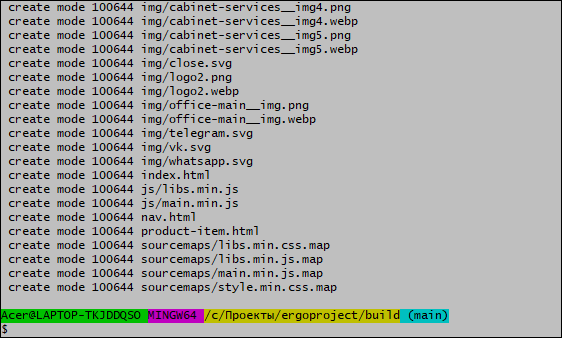 create mode 100644 img/cabinet-services__img4.png
create mode 100644 img/cabinet-services__img4.webp
create mode 100644 img/cabinet-services__img5.png
create mode 100644 img/cabinet-services__img5.webp
create mode 100644 img/close.svg
create mode 100644 img/logo2.png
create mode 100644 img/logo2.webp
create mode 100644 img/office-main__img.png
create mode 100644 img/office-main__img.webp
create mode 100644 img/telegram.svg
create mode 100644 img/vk.svg
create mode 100644 img/whatsapp.svg
create mode 100644 index.html
create mode 100644 js/libs.min.js
create mode 100644 js/main.min.js
create mode 100644 nav.html
create mode 100644 product-item.html
create mode 100644 sourcemaps/libs.min.css.map
create mode 100644 sourcemaps/libs.min.js.map
create mode 100644 sourcemaps/main.min.js.map
create mode 100644 sourcemaps/style.min.css.map
Acer@LAPTOP-TKJDDQSO MINGW64 /c/Проекты/ergoproject/build (main)
$